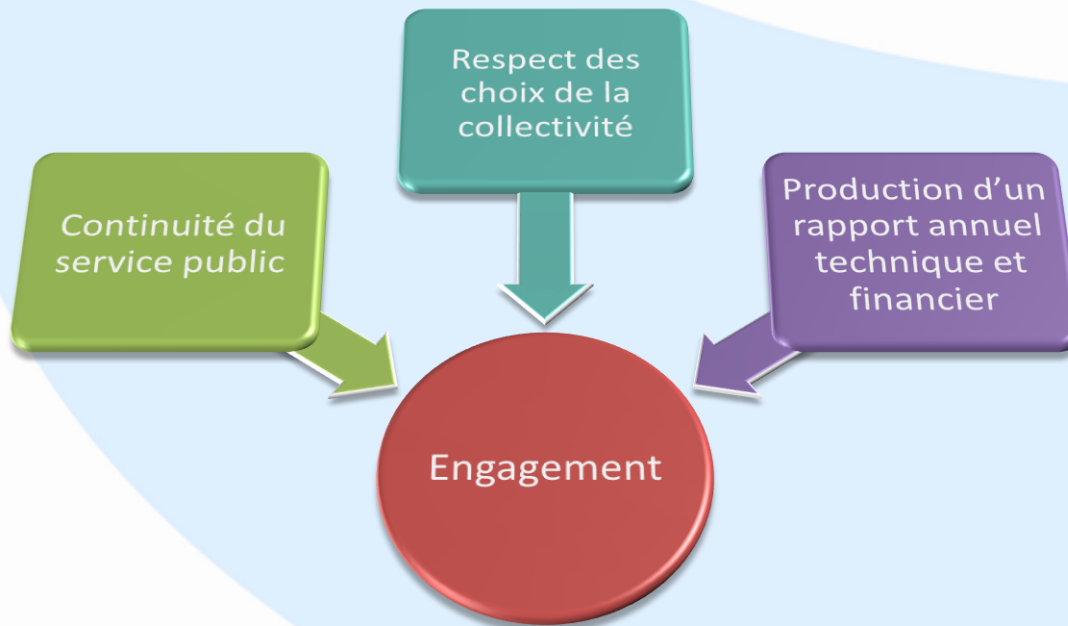 Respect des
choix de la
collectivité
Continuité du
service public
Production d’un
rapport annuel
technique et
financier
Engagement